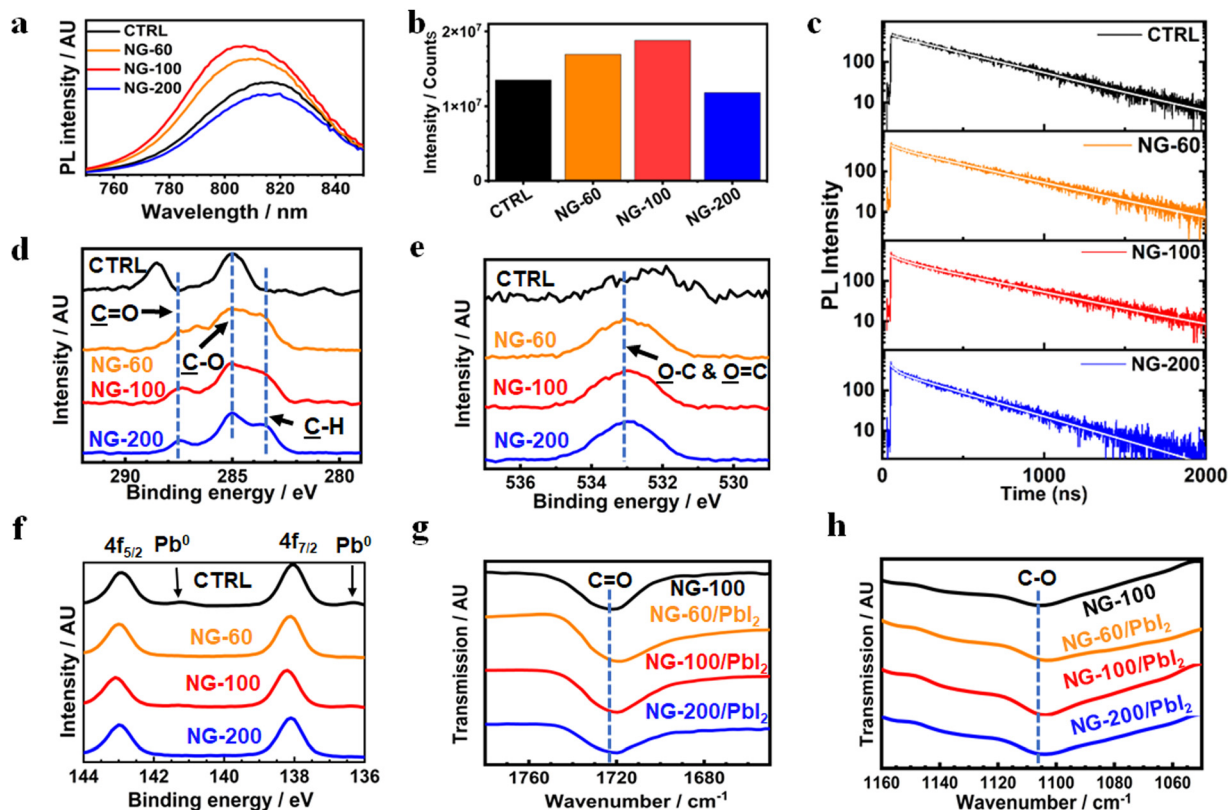 a
PL intensity / AU
CTRL
NG-60
NG-100
NG-200
760 780 800 820 840
Wavelength / nm
b
Intensity / Counts
2×10⁷
1×10⁷
0
CTRL
NG-60
NG-100
NG-200
c
PL Intensity
CTRL
100
10
NG-60
100
10
NG-100
100
10
NG-200
100
10
0 1000 2000
Time (ns)
d
Intensity / AU
CTRL
C=O
NG-60
C-O
NG-100
C-H
NG-200
290 285 280
Binding energy / eV
e
Intensity / AU
CTRL
NG-60
O-C & O=C
NG-100
NG-200
536 534 532 530
Binding energy / eV
f
Intensity / AU
4f5/2 Pb⁰ 4f7/2 Pb⁰
CTRL
NG-60
NG-100
NG-200
144 142 140 138 136
Binding energy / eV
g
Transmission / AU
C=O
NG-100
NG-60/PbI₂
NG-100/PbI₂
NG-200/PbI₂
1760 1720 1680
Wavenumber / cm⁻¹
h
Transmission / AU
C-O
NG-100
NG-60/PbI₂
NG-100/PbI₂
NG-200/PbI₂
1160 1140 1120 1100 1080 1060
Wavenumber / cm⁻¹